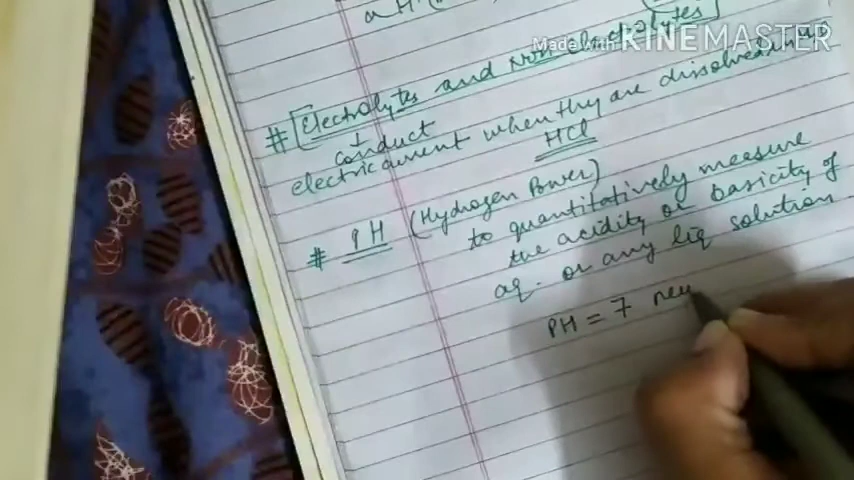 a H
Made with KINEMASTER
# [Electrolytes and non electrolytes]
↓
conduct
electric current when they are dissolved in
HCl
# PH (Hydrogen Power)
to quantitatively measure
the acidity or basicity of
aq. or any liq solution.
PH = 7 neu